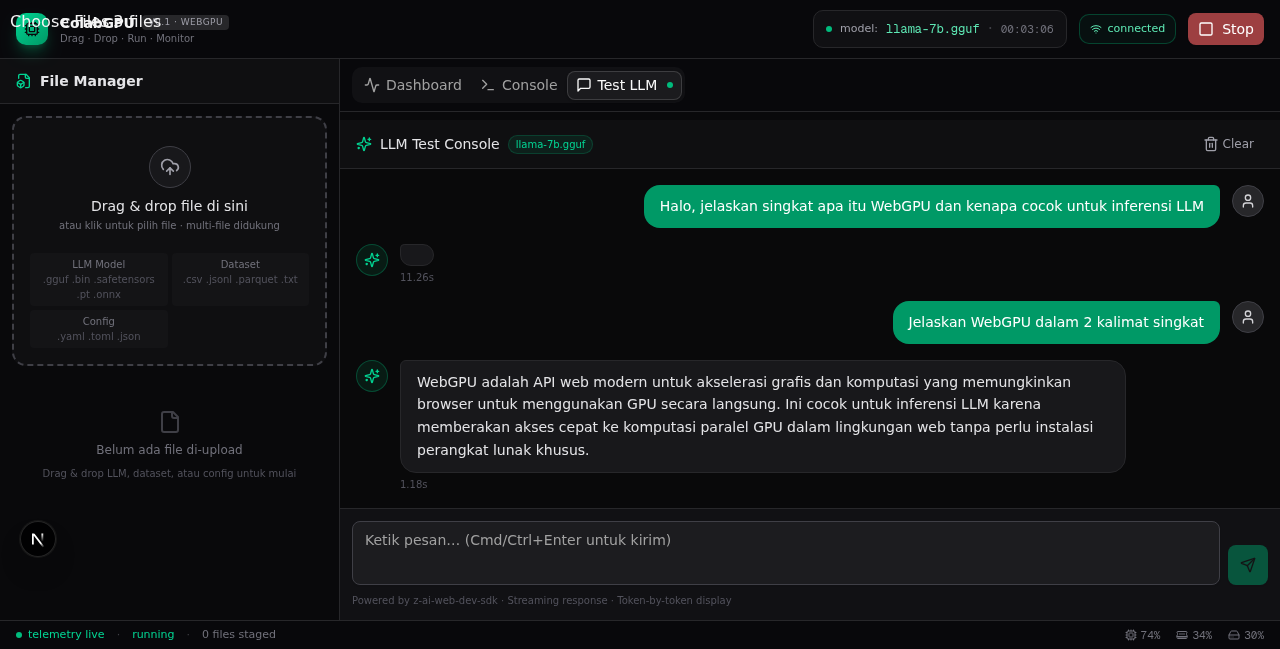 Choose Files 3 files
ColabGPU
.1 · WEBGPU
Drag · Drop · Run · Monitor
model: llama-7b.gguf · 00:03:06
connected
Stop
File Manager
Dashboard
Console
Test LLM
LLM Test Console
llama-7b.gguf
Clear
Drag & drop file di sini
atau klik untuk pilih file · multi-file didukung
LLM Model
.gguf .bin .safetensors
.pt .onnx
Dataset
.csv .jsonl .parquet .txt
Config
.yaml .toml .json
Belum ada file di-upload
Drag & drop LLM, dataset, atau config untuk mulai
N
Halo, jelaskan singkat apa itu WebGPU dan kenapa cocok untuk inferensi LLM
11.26s
Jelaskan WebGPU dalam 2 kalimat singkat
WebGPU adalah API web modern untuk akselerasi grafis dan komputasi yang memungkinkan
browser untuk menggunakan GPU secara langsung. Ini cocok untuk inferensi LLM karena
memberakan akses cepat ke komputasi paralel GPU dalam lingkungan web tanpa perlu instalasi
perangkat lunak khusus.
1.18s
Ketik pesan... (Cmd/Ctrl+Enter untuk kirim)
Powered by z-ai-web-dev-sdk · Streaming response · Token-by-token display
telemetry live · running · 0 files staged
74% 34% 30%